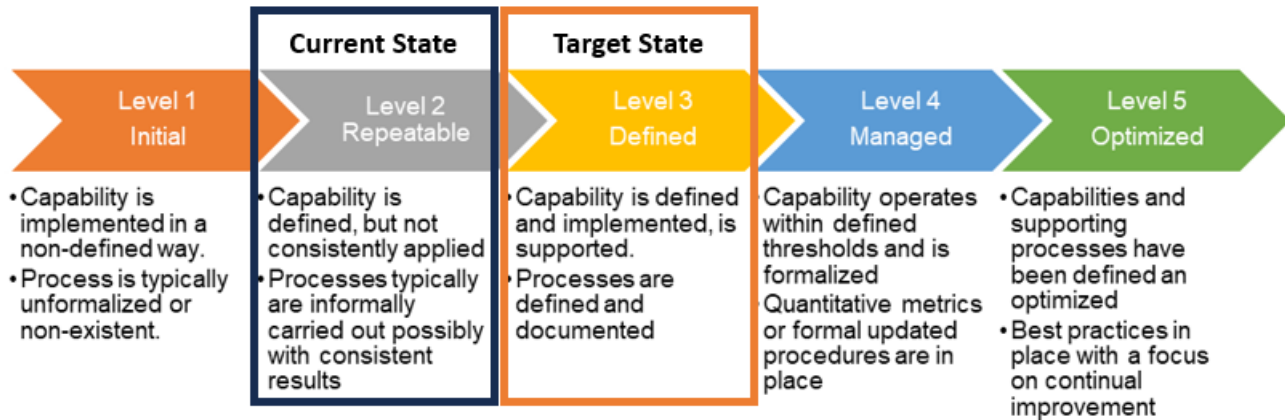 Current State
Target State
Level 1
Initial
Level 2
Repeatable
Level 3
Defined
Level 4
Managed
Level 5
Optimized
•Capability is
implemented in a
non-defined way.
•Process is typically
unformalized or
non-existent.
•Capability is
defined, but not
consistently applied
•Processes typically
are informally
carried out possibly
with consistent
results
•Capability is defined
and implemented, is
supported.
•Processes are
defined and
documented
•Capability operates
within defined
thresholds and is
formalized
•Quantitative metrics
or formal updated
procedures are in
place
•Capabilities and
supporting
processes have
been defined an
optimized
•Best practices in
place with a focus
on continual
improvement